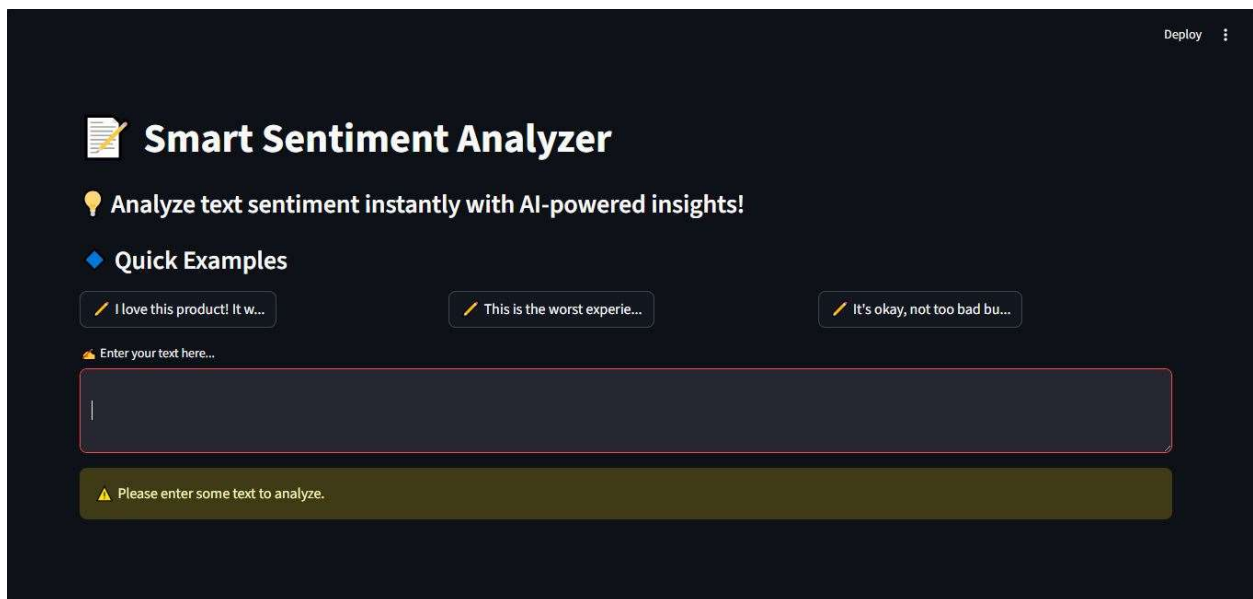 Deploy
📝 Smart Sentiment Analyzer
💡 Analyze text sentiment instantly with AI-powered insights!
🔷 Quick Examples
✏️ I love this product! It w...
✏️ This is the worst experie...
✏️ It's okay, not too bad bu...
✍️ Enter your text here...
⚠️ Please enter some text to analyze.